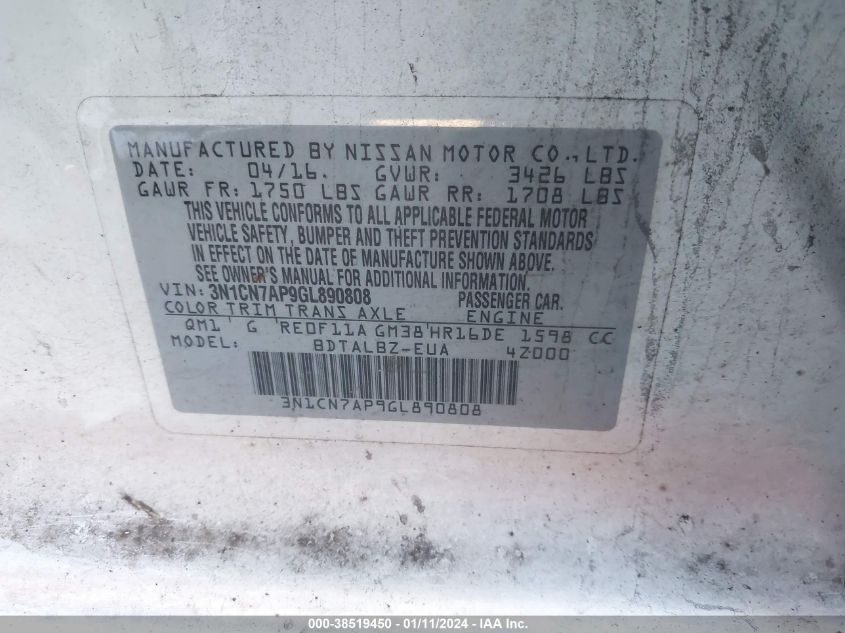 MANUFACTURED BY NISSAN MOTOR CO., LTD.
DATE: 04/16. GVWR: 3426 LBS
GAWR FR: 1750 LBS GAWR RR: 1708 LBS
THIS VEHICLE CONFORMS TO ALL APPLICABLE FEDERAL MOTOR
VEHICLE SAFETY, BUMPER AND THEFT PREVENTION STANDARDS
IN EFFECT ON THE DATE OF MANUFACTURE SHOWN ABOVE.
SEE OWNER'S MANUAL FOR ADDITIONAL INFORMATION.
VIN: 3N1CN7AP9GL890808 PASSENGER CAR.
COLOR TRIM TRANS AXLE ENGINE
QM1 G RE0F11A GM38 HR16DE 1598 CC
MODEL: BDTALBZ-EUA 4Z000
3N1CN7AP9GL890808
000-38519450 - 01/11/2024 - IAA Inc.